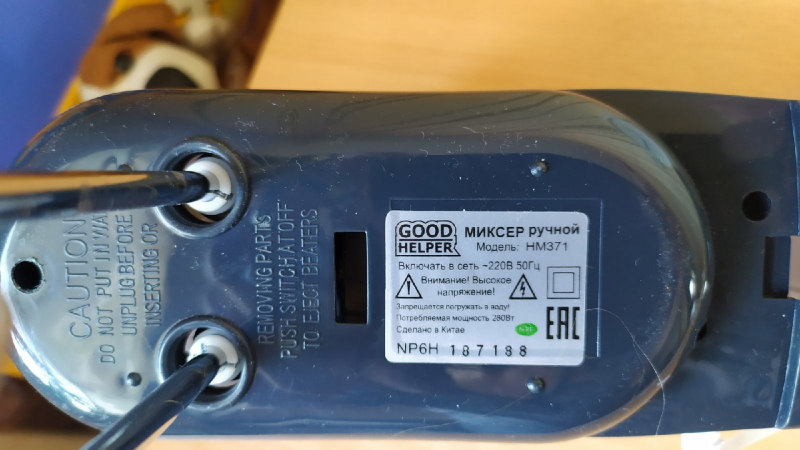 CAUTION
DO NOT PUT IN WA
UNPLUG BEFORE
INSERTING OR
REMOVING PARTS
PUSH SWITCH AT OFF
TO EJECT BEATERS
GOOD
HELPER
МИКСЕР ручной
Модель: HM371
Включать в сеть ~220В 50Гц
Внимание! Высокое
напряжение!
Запрещается погружать в воду!
Потребляемая мощность 280Вт
Сделано в Китае
EAC
NP6H 187188